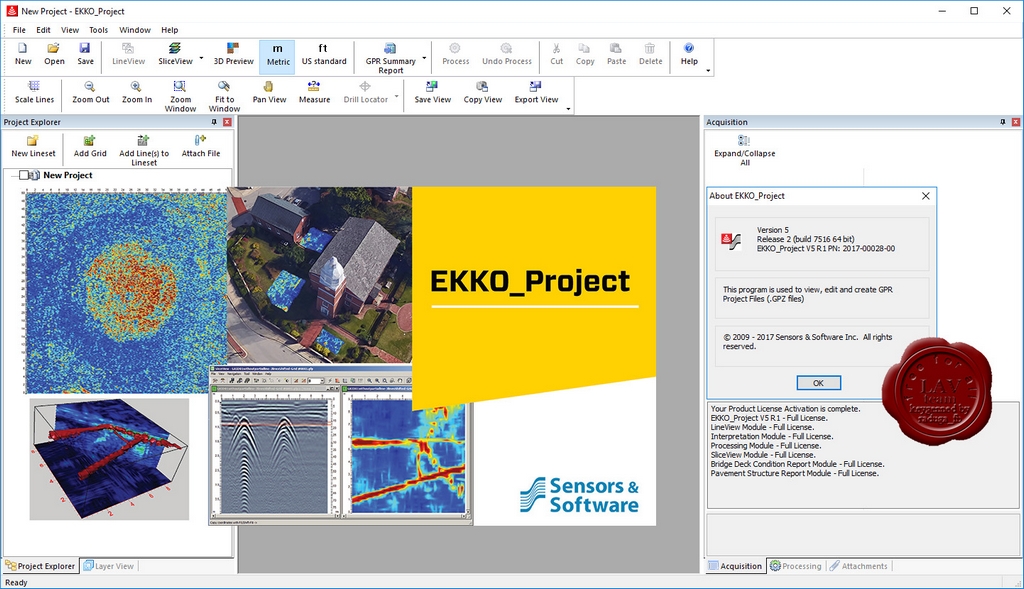 New Project - EKKO_Project
File Edit View Tools Window Help
New Open Save LineView SliceView 3D Preview Metric US standard GPR Summary Report Process Undo Process Cut Copy Paste Delete Help
m ft
Scale Lines Zoom Out Zoom In Zoom Window Fit to Window Pan View Measure Drill Locator Save View Copy View Export View
Project Explorer
Acquisition
New Lineset Add Grid Add Line(s) to Lineset Attach File
Expand/Collapse All
New Project
About EKKO_Project
Version 5
Release 2 (build 7516 64 bit)
EKKO_Project V5 R1 PN: 2017-00028-00
This program is used to view, edit and create GPR
Project Files (.GPZ files)
© 2009 - 2017 Sensors & Software Inc. All rights
reserved.
OK
EKKO_Project
Sensors &
Software
LAV
team
keygenned by
Your Product License Activation is complete.
EKKO_Project V5 R1 - Full License.
LineView Module - Full License.
Interpretation Module - Full License.
Processing Module - Full License.
SliceView Module - Full License.
Bridge Deck Condition Report Module - Full License.
Pavement Structure Report Module - Full License.
Project Explorer Layer View
Acquisition Processing Attachments
Ready